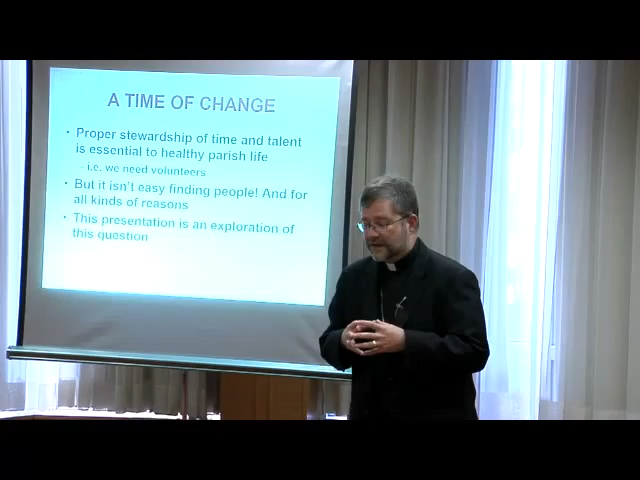 A TIME OF CHANGE
• Proper stewardship of time and talent
is essential to healthy parish life
– i.e. we need volunteers
• But it isn't easy finding people! And for
all kinds of reasons
• This presentation is an exploration of
this question